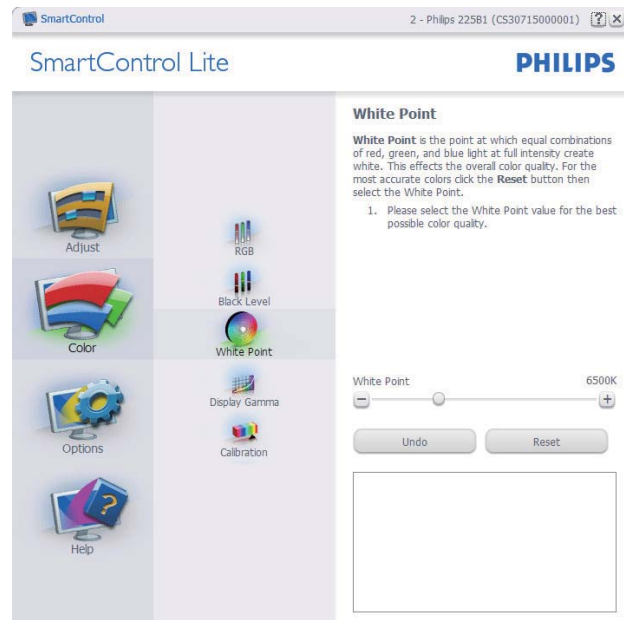 SmartControl
2 - Philips 225B1 (CS30715000001)
?
SmartControl Lite
PHILIPS
Adjust
Color
Options
Help
RGB
Black Level
White Point
Display Gamma
Calibration
White Point
White Point is the point at which equal combinations
of red, green, and blue light at full intensity create
white. This effects the overall color quality. For the
most accurate colors click the Reset button then
select the White Point.
1. Please select the White Point value for the best
possible color quality.
White Point 6500K
Undo Reset